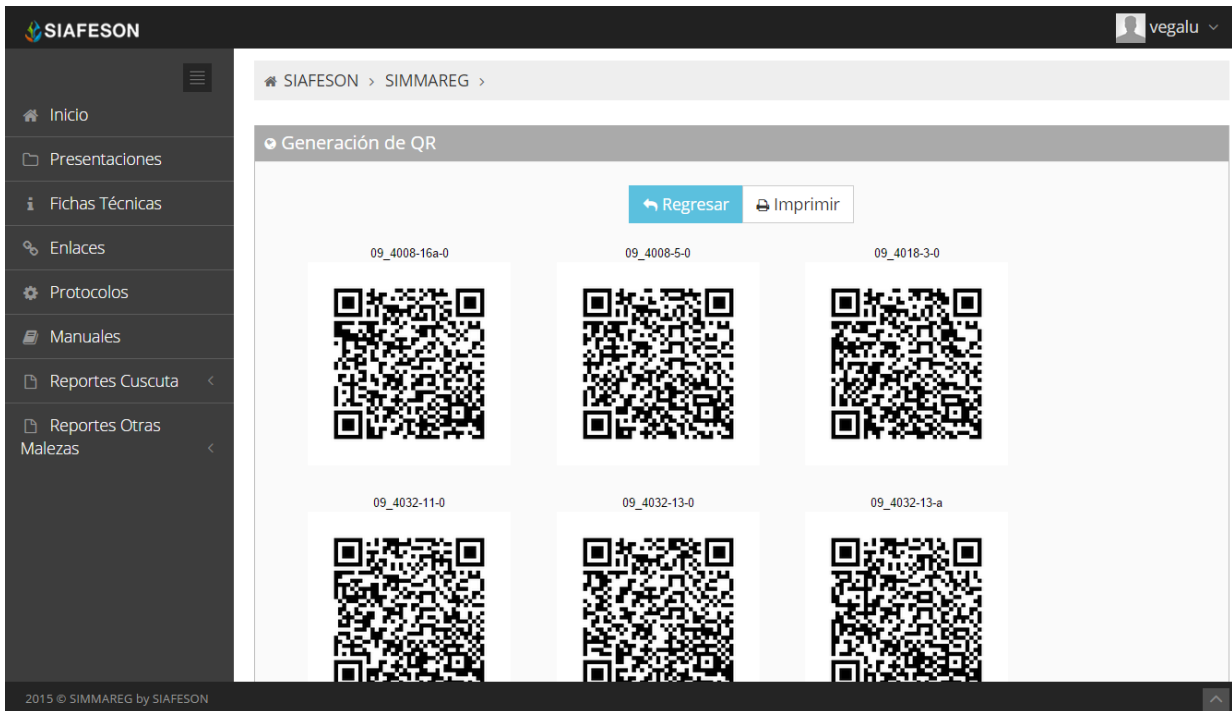 SIAFESON
vegalu
SIAFESON > SIMMAREG >
Inicio
Presentaciones
Fichas Técnicas
Enlaces
Protocolos
Manuales
Reportes Cuscuta
Reportes Otras
Malezas
Generación de QR
Regresar
Imprimir
09_4008-16a-0
09_4008-5-0
09_4018-3-0
09_4032-11-0
09_4032-13-0
09_4032-13-a
2015 © SIMMAREG by SIAFESON